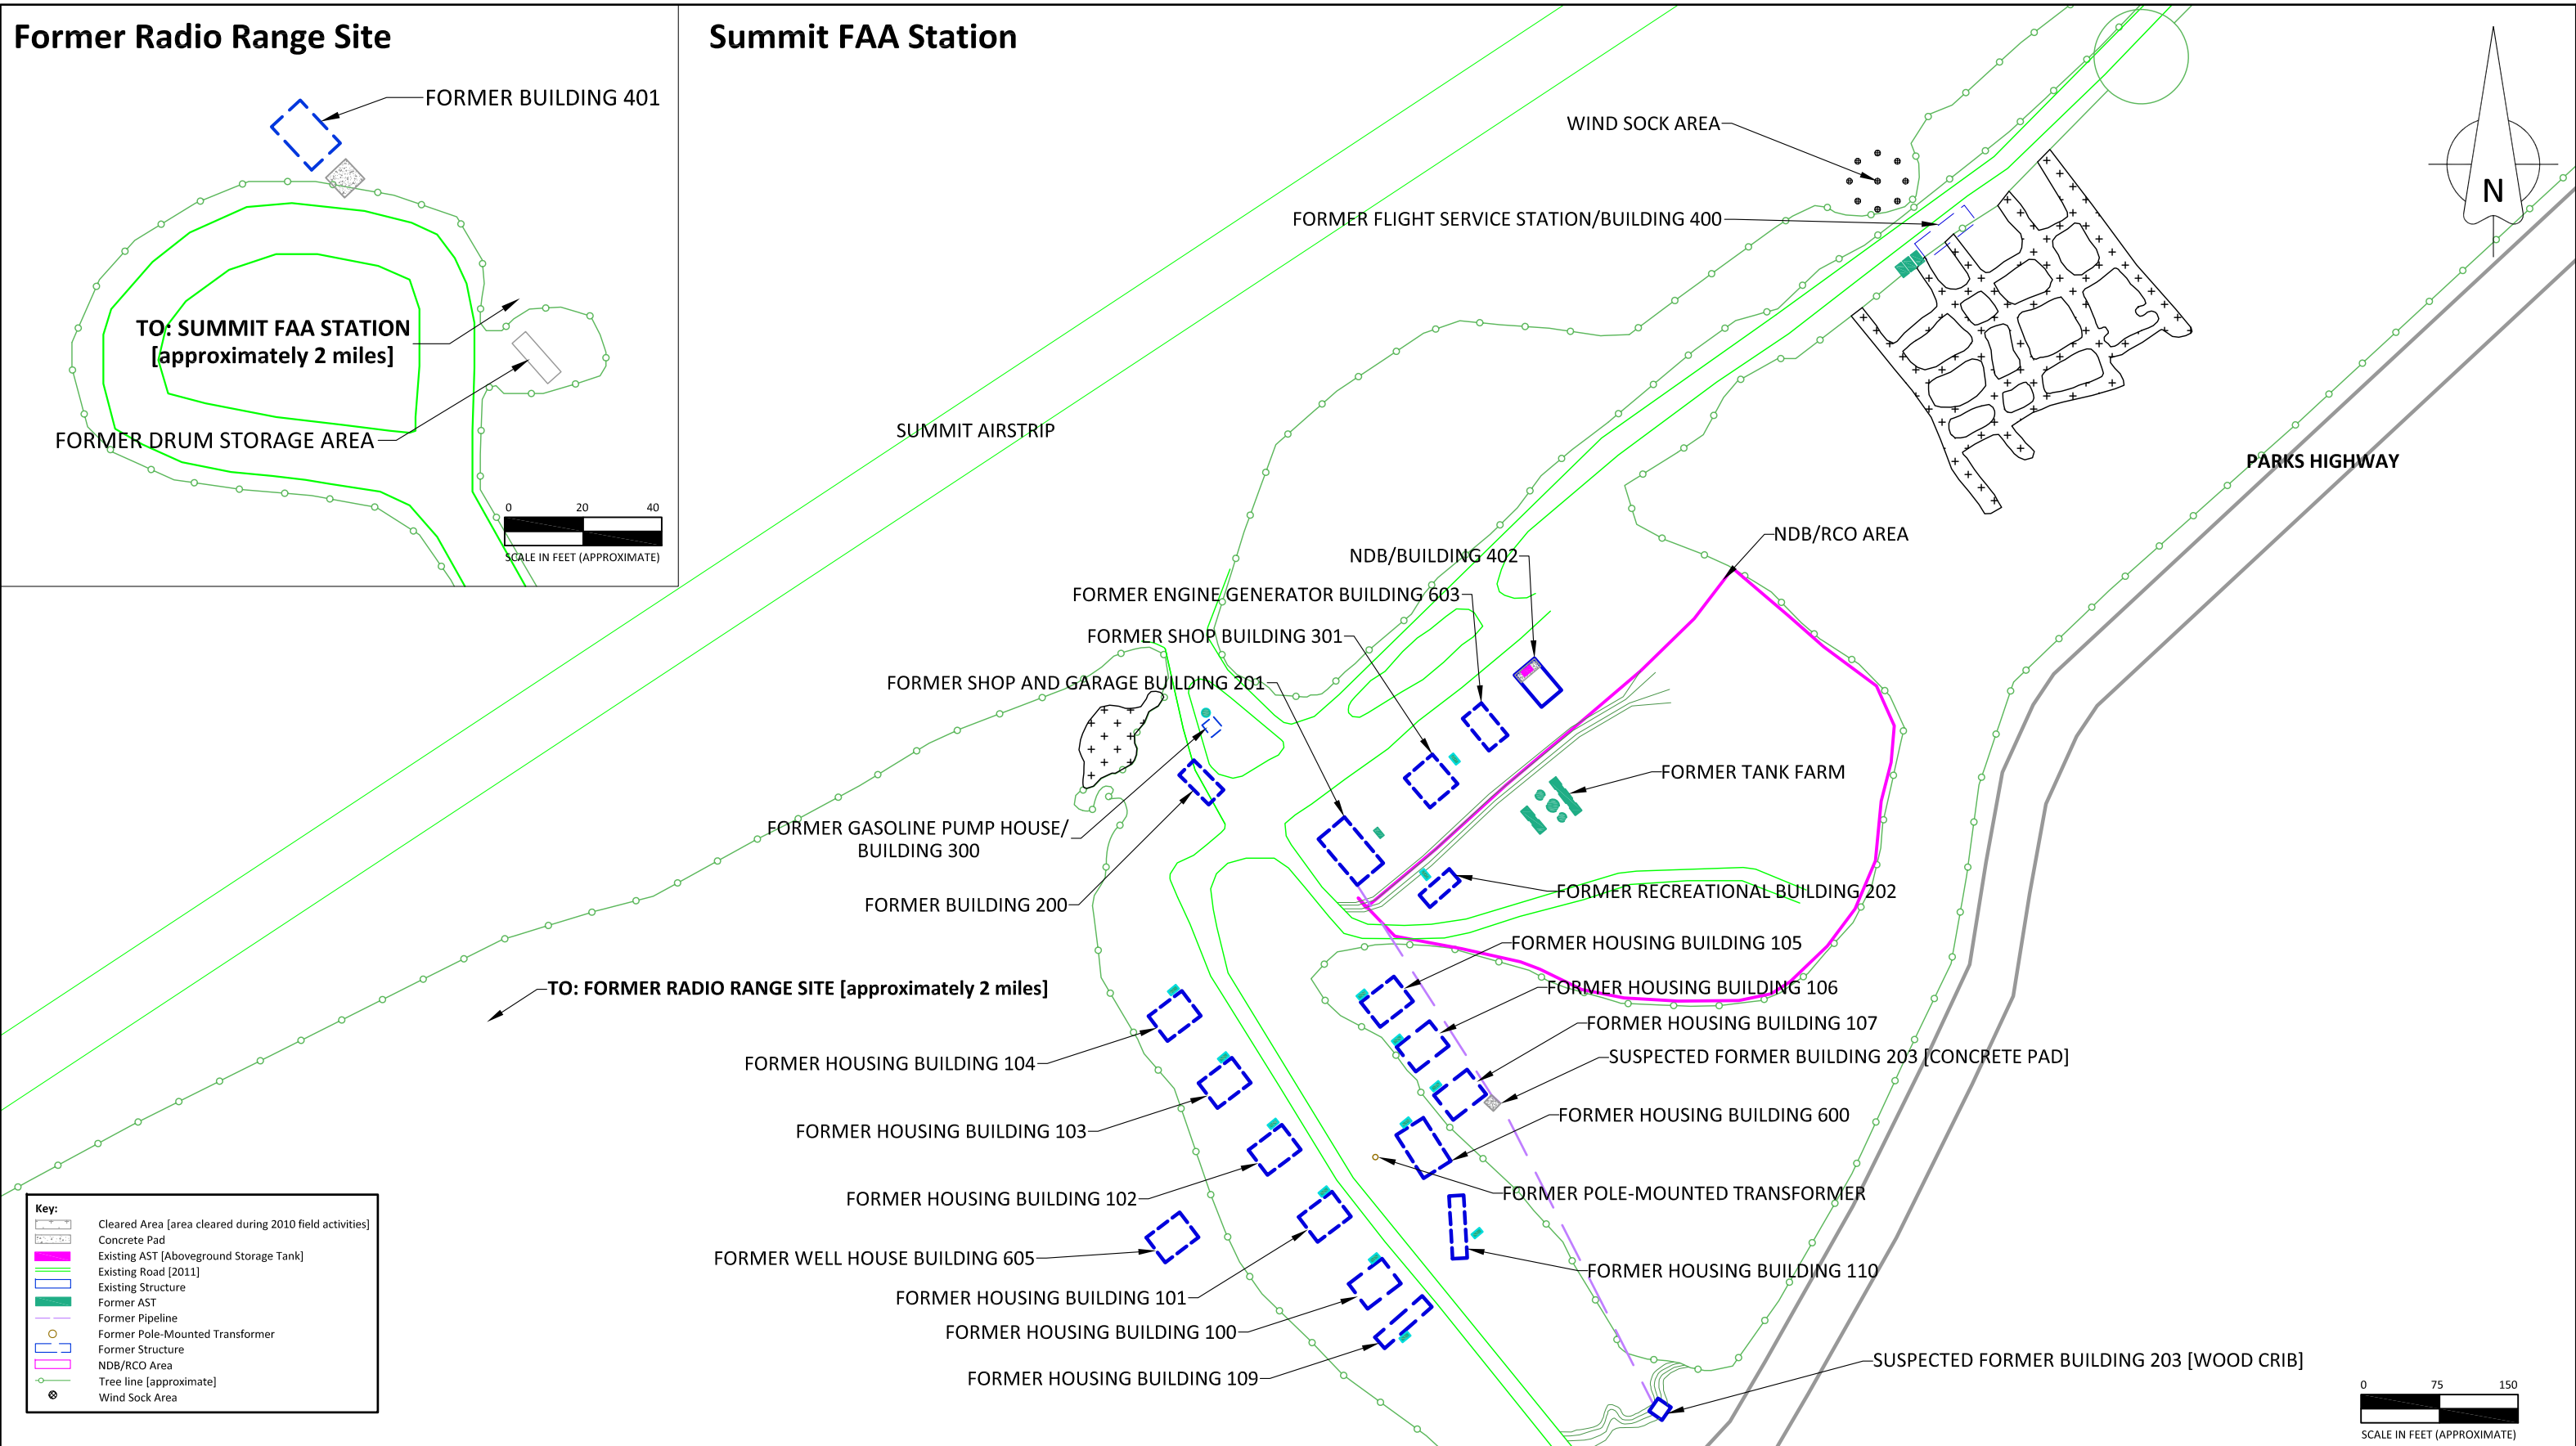 Former Radio Range Site
FORMER BUILDING 401
TO: SUMMIT FAA STATION
[approximately 2 miles]
FORMER DRUM STORAGE AREA
0 20 40
SCALE IN FEET (APPROXIMATE)
Summit FAA Station
WIND SOCK AREA
FORMER FLIGHT SERVICE STATION/BUILDING 400
N
SUMMIT AIRSTRIP
PARKS HIGHWAY
NDB/RCO AREA
NDB/BUILDING 402
FORMER ENGINE GENERATOR BUILDING 603
FORMER SHOP BUILDING 301
FORMER SHOP AND GARAGE BUILDING 201
FORMER TANK FARM
FORMER GASOLINE PUMP HOUSE/
BUILDING 300
FORMER RECREATIONAL BUILDING 202
FORMER BUILDING 200
FORMER HOUSING BUILDING 105
TO: FORMER RADIO RANGE SITE [approximately 2 miles]
FORMER HOUSING BUILDING 106
FORMER HOUSING BUILDING 107
SUSPECTED FORMER BUILDING 203 [CONCRETE PAD]
FORMER HOUSING BUILDING 104
FORMER HOUSING BUILDING 600
FORMER HOUSING BUILDING 103
FORMER POLE-MOUNTED TRANSFORMER
FORMER HOUSING BUILDING 102
FORMER WELL HOUSE BUILDING 605
FORMER HOUSING BUILDING 110
FORMER HOUSING BUILDING 101
FORMER HOUSING BUILDING 100
SUSPECTED FORMER BUILDING 203 [WOOD CRIB]
FORMER HOUSING BUILDING 109
Key:
Cleared Area [area cleared during 2010 field activities]
Concrete Pad
Existing AST [Aboveground Storage Tank]
Existing Road [2011]
Existing Structure
Former AST
Former Pipeline
Former Pole-Mounted Transformer
Former Structure
NDB/RCO Area
Tree line [approximate]
Wind Sock Area
0 75 150
SCALE IN FEET (APPROXIMATE)